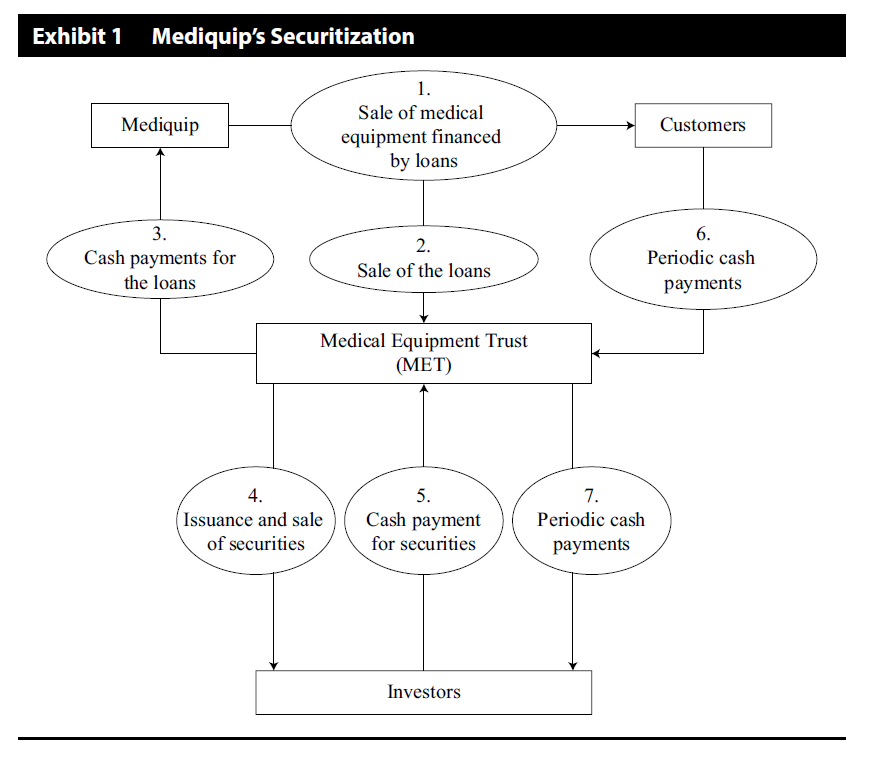 Exhibit 1 Mediquip's Securitization
1.
Sale of medical
equipment financed
by loans
Mediquip
Customers
2.
Sale of the loans
3.
Cash payments for
the loans
6.
Periodic cash
payments
Medical Equipment Trust
(MET)
4.
Issuance and sale
of securities
5.
Cash payment
for securities
7.
Periodic cash
payments
Investors